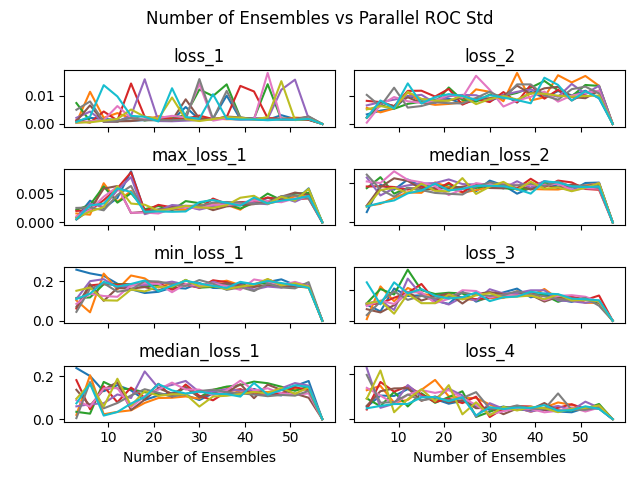 Number of Ensembles vs Parallel ROC Std
loss_1
loss_2
0.01
0.00
max_loss_1
median_loss_2
0.005
0.000
min_loss_1
loss_3
0.2
0.0
median_loss_1
loss_4
0.2
0.0
10 20 30 40 50
10 20 30 40 50
Number of Ensembles
Number of Ensembles